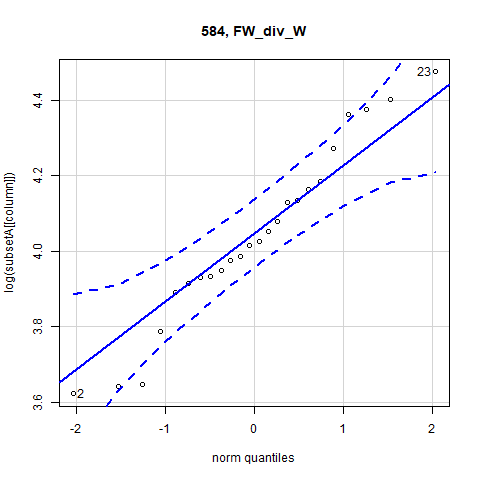 584, FW_div_W
log(subsetA[[column]])
4.4
4.2
4.0
3.8
3.6
23
2
-2 -1 0 1 2
norm quantiles